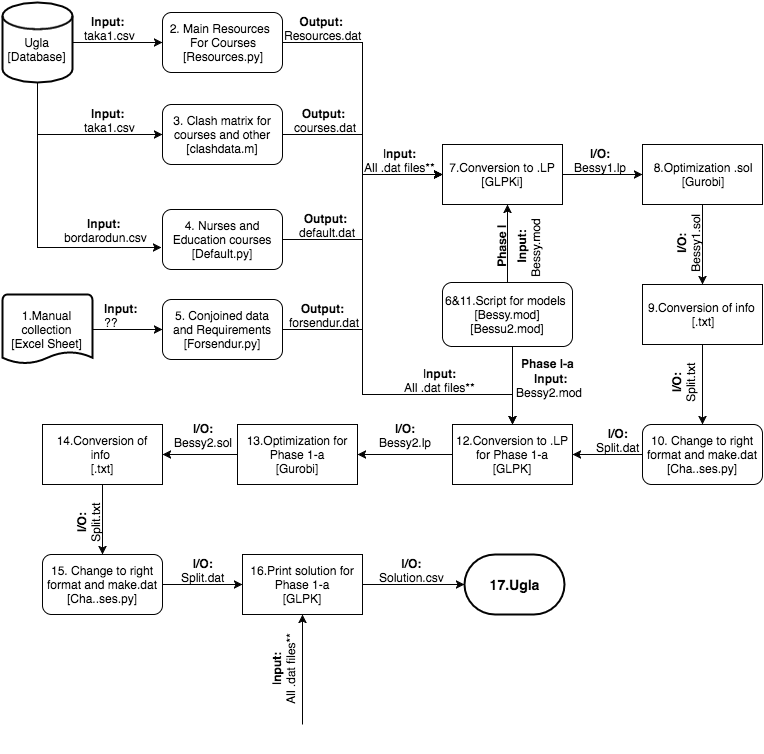 Ugla
[Database]
Input:
taka1.csv
2. Main Resources
For Courses
[Resources.py]
Output:
Resources.dat
Input:
taka1.csv
3. Clash matrix for
courses and other
[clashdata.m]
Output:
courses.dat
Input:
bordarodun.csv
4. Nurses and
Education courses
[Default.py]
Output:
default.dat
1.Manual
collection
[Excel Sheet]
Input:
??
5. Conjoined data
and Requirements
[Forsendur.py]
Output:
forsendur.dat
Input:
All .dat files**
7.Conversion to .LP
[GLPKi]
I/O:
Bessy1.lp
8.Optimization .sol
[Gurobi]
I/O:
Bessy1.sol
Phase I
Input:
Bessy.mod
6&11.Script for models
[Bessy.mod]
[Bessu2.mod]
9.Conversion of info
[.txt]
I/O:
Split.txt
Input:
All .dat files**
Phase I-a
Input:
Bessy2.mod
10. Change to right
format and make.dat
[Cha..ses.py]
I/O:
Split.dat
12.Conversion to .LP
for Phase 1-a
[GLPK]
I/O:
Bessy2.lp
13.Optimization for
Phase 1-a
[Gurobi]
I/O:
Bessy2.sol
14.Conversion of
info
[.txt]
I/O:
Split.txt
15. Change to right
format and make.dat
[Cha..ses.py]
I/O:
Split.dat
16.Print solution for
Phase 1-a
[GLPK]
I/O:
Solution.csv
17.Ugla
Input:
All .dat files**